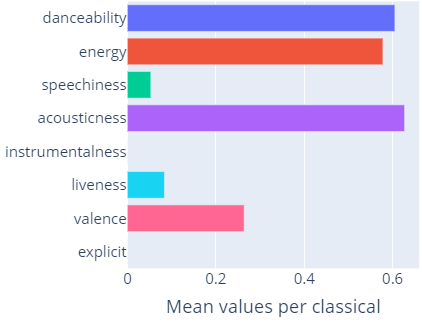 danceability
energy
speechiness
acousticness
instrumentalness
liveness
valence
explicit
0 0.2 0.4 0.6
Mean values per classical